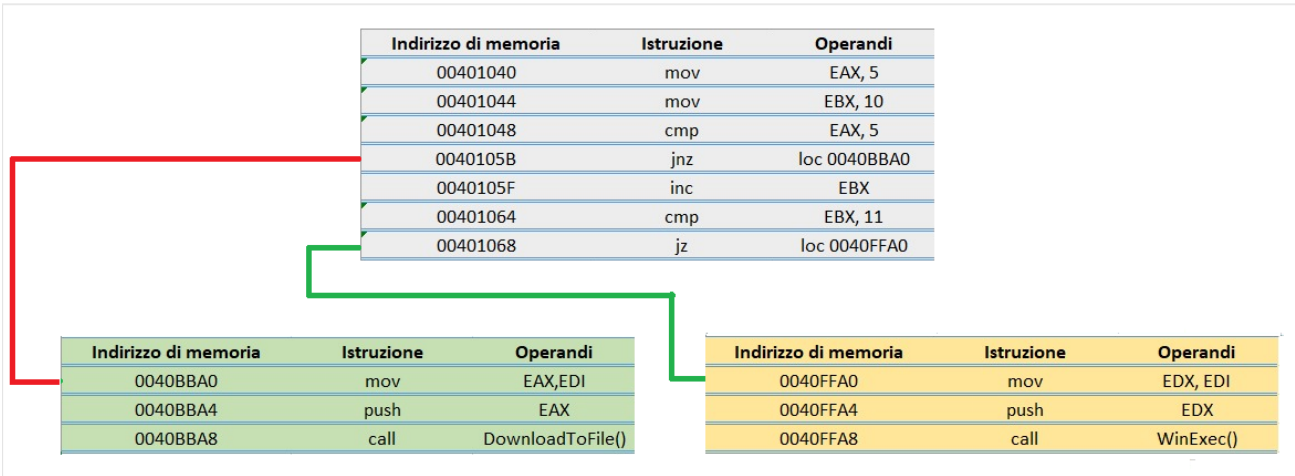 Indirizzo di memoria Istruzione Operandi
00401040 mov EAX, 5
00401044 mov EBX, 10
00401048 cmp EAX, 5
0040105B jnz loc 0040BBA0
0040105F inc EBX
00401064 cmp EBX, 11
00401068 jz loc 0040FFA0
Indirizzo di memoria Istruzione Operandi
0040BBA0 mov EAX,EDI
0040BBA4 push EAX
0040BBA8 call DownloadToFile()
Indirizzo di memoria Istruzione Operandi
0040FFA0 mov EDX, EDI
0040FFA4 push EDX
0040FFA8 call WinExec()